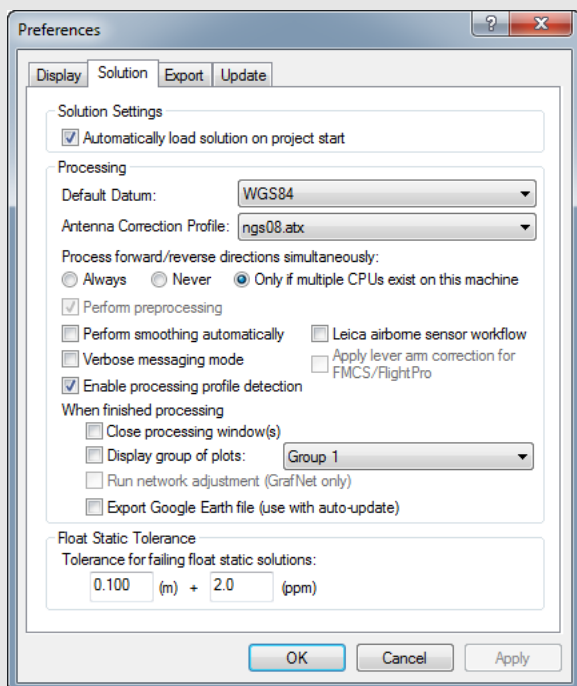 Preferences
?
Display Solution Export Update
Solution Settings
Automatically load solution on project start
Processing
Default Datum: WGS84
Antenna Correction Profile: ngs08.atx
Process forward/reverse directions simultaneously:
Always Never Only if multiple CPUs exist on this machine
Perform preprocessing
Perform smoothing automatically Leica airborne sensor workflow
Verbose messaging mode Apply lever arm correction for
FMCS/FlightPro
Enable processing profile detection
When finished processing
Close processing window(s)
Display group of plots: Group 1
Run network adjustment (GrafNet only)
Export Google Earth file (use with auto-update)
Float Static Tolerance
Tolerance for failing float static solutions:
0.100 (m) + 2.0 (ppm)
OK Cancel Apply